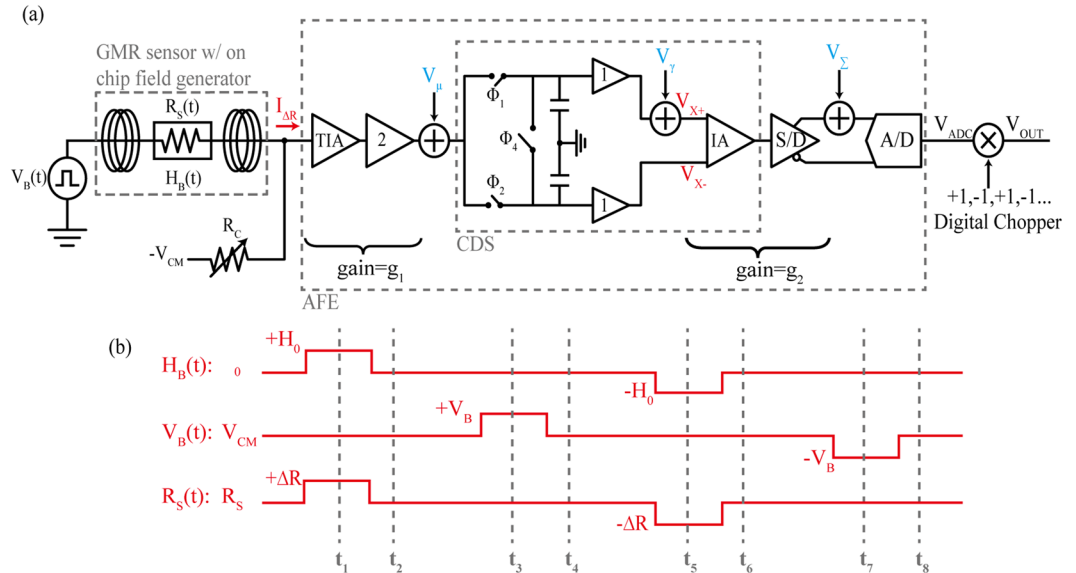 (a)
GMR sensor w/ on
chip field generator
R_S(t)
H_B(t)
V_B(t)
I_ΔR
R_C
-V_CM
TIA
2
V_μ
gain=g_1
AFE
Φ_1
Φ_4
Φ_2
1
1
CDS
V_γ
V_X+
V_X-
IA
gain=g_2
S/D
V_Σ
A/D
V_ADC
V_OUT
+1,-1,+1,-1...
Digital Chopper
(b)
H_B(t): 0
+H_0
-H_0
V_B(t): V_CM
+V_B
-V_B
R_S(t): R_S
+ΔR
-ΔR
t_1 t_2 t_3 t_4 t_5 t_6 t_7 t_8